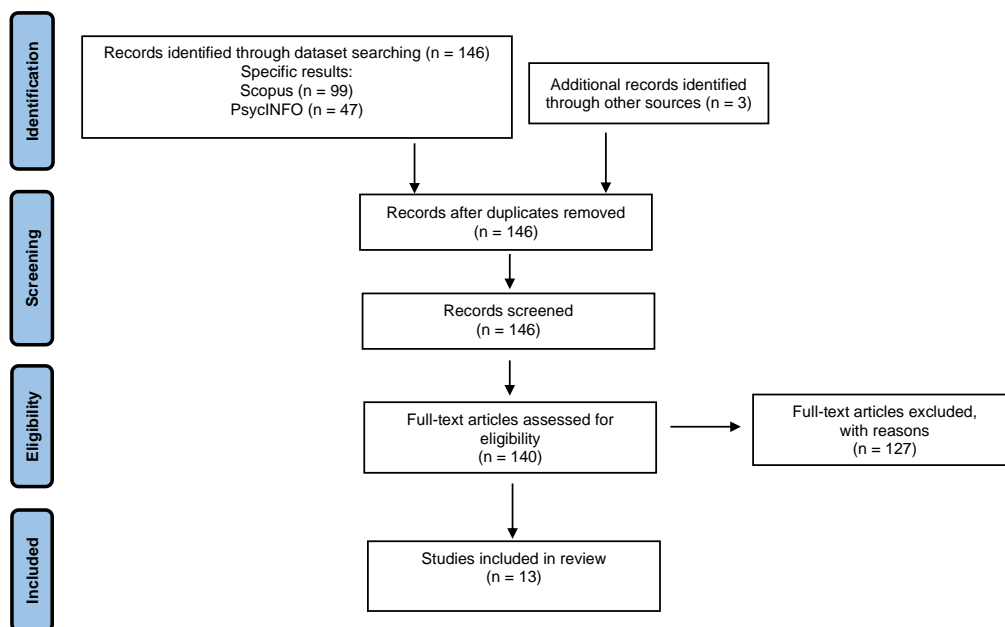 Identification
Records identified through dataset searching (n = 146)
Specific results:
Scopus (n = 99)
PsycINFO (n = 47)
Additional records identified
through other sources (n = 3)
Screening
Records after duplicates removed
(n = 146)
Records screened
(n = 146)
Eligibility
Full-text articles assessed for
eligibility
(n = 140)
Full-text articles excluded,
with reasons
(n = 127)
Included
Studies included in review
(n = 13)